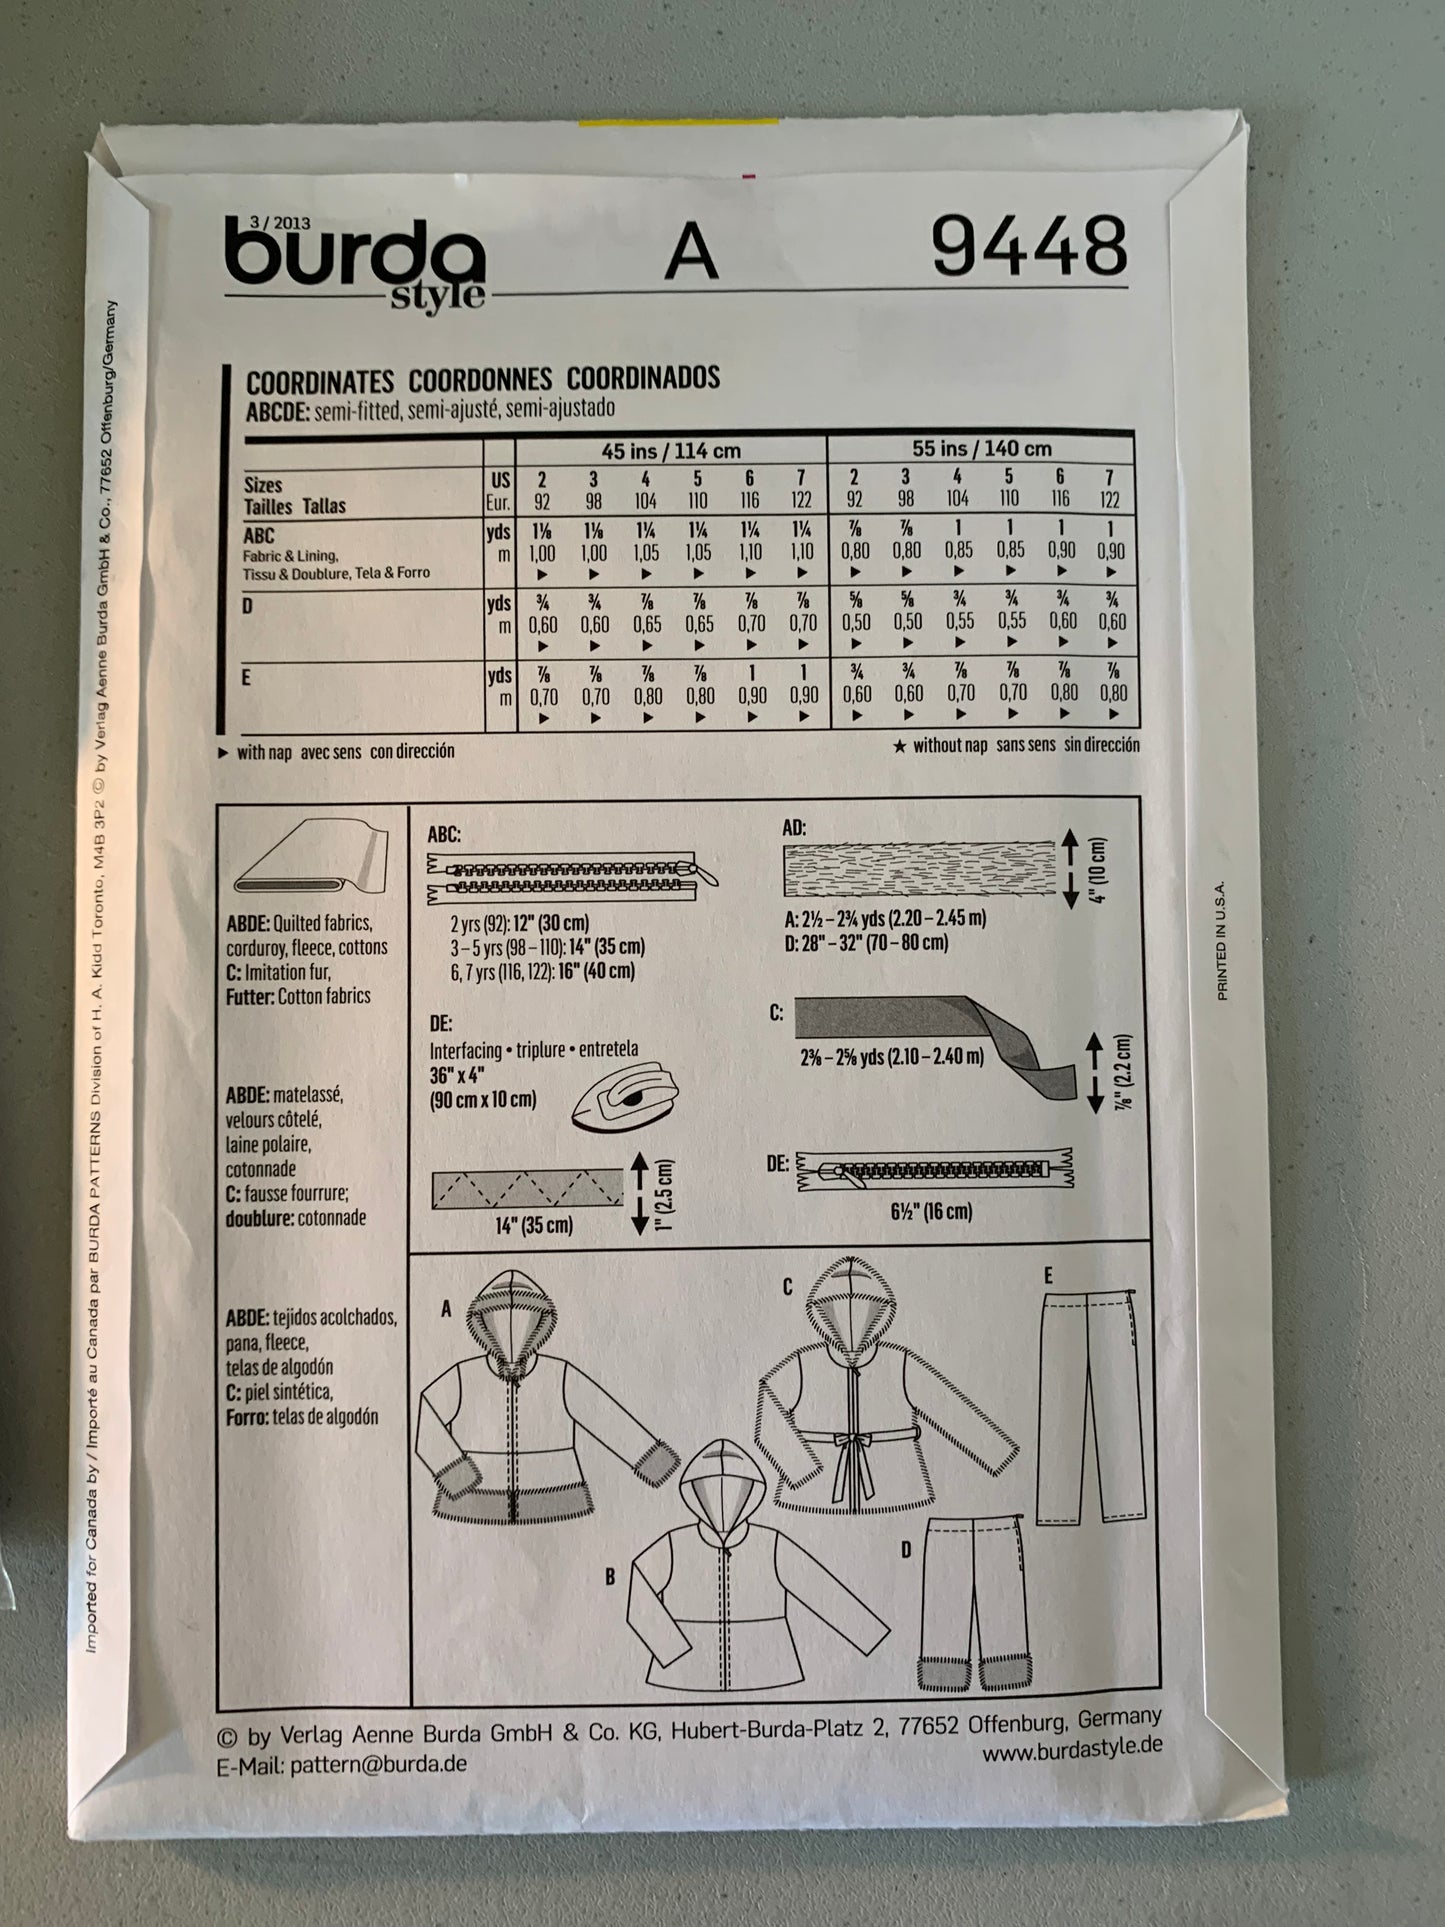 3 / 2013
burda
style
A
9448
COORDINATES COORDONNES COORDINADOS
ABCDE: semi-fitted, semi-ajusté, semi-ajustado
45 ins / 114 cm 55 ins / 140 cm
Sizes US 2 3 4 5 6 7 2 3 4 5 6 7
Tailles Tallas Eur. 92 98 104 110 116 122 92 98 104 110 116 122
ABC yds 1⅛ 1⅛ 1¼ 1¼ 1¼ 1¼ ⅞ ⅞ 1 1 1 1
Fabric & Lining, m 1,00 1,00 1,05 1,05 1,10 1,10 0,80 0,80 0,85 0,85 0,90 0,90
Tissu & Doublure, Tela & Forro ► ► ► ► ► ► ► ► ► ► ► ►
D yds ¾ ¾ ⅞ ⅞ ⅞ ⅞ ⅝ ⅝ ¾ ¾ ¾ ¾
m 0,60 0,60 0,65 0,65 0,70 0,70 0,50 0,50 0,55 0,55 0,60 0,60
► ► ► ► ► ► ► ► ► ► ► ►
E yds ⅞ ⅞ ⅞ ⅞ 1 1 ¾ ¾ ⅞ ⅞ ⅞ ⅞
m 0,70 0,70 0,80 0,80 0,90 0,90 0,60 0,60 0,70 0,70 0,80 0,80
► ► ► ► ► ► ► ► ► ► ► ►
► with nap avec sens con dirección
★ without nap sans sens sin dirección
ABDE: Quilted fabrics,
corduroy, fleece, cottons
C: Imitation fur,
Futter: Cotton fabrics
ABDE: matelassé,
velours côtelé,
laine polaire,
cotonnade
C: fausse fourrure;
doublure: cotonnade
ABDE: tejidos acolchados,
pana, fleece,
telas de algodón
C: piel sintética,
Forro: telas de algodón
ABC:
2 yrs (92): 12" (30 cm)
3 – 5 yrs (98 – 110): 14" (35 cm)
6, 7 yrs (116, 122): 16" (40 cm)
AD:
4" (10 cm)
A: 2½ – 2¾ yds (2.20 – 2.45 m)
D: 28" – 32" (70 – 80 cm)
DE:
Interfacing • triplure • entretela
36" x 4"
(90 cm x 10 cm)
C:
2⅜ – 2⅝ yds (2.10 – 2.40 m)
⅞" (2.2 cm)
14" (35 cm)
1" (2.5 cm)
DE:
6½" (16 cm)
A
C
E
B
D
© by Verlag Aenne Burda GmbH & Co. KG, Hubert-Burda-Platz 2, 77652 Offenburg, Germany
E-Mail: pattern@burda.de
www.burdastyle.de
Imported for Canada by / Importé au Canada par BURDA PATTERNS Division of H. A. Kidd Toronto, M4B 3P2 © by Verlag Aenne Burda GmbH & Co., 77652 Offenburg/Germany
PRINTED IN U.S.A.